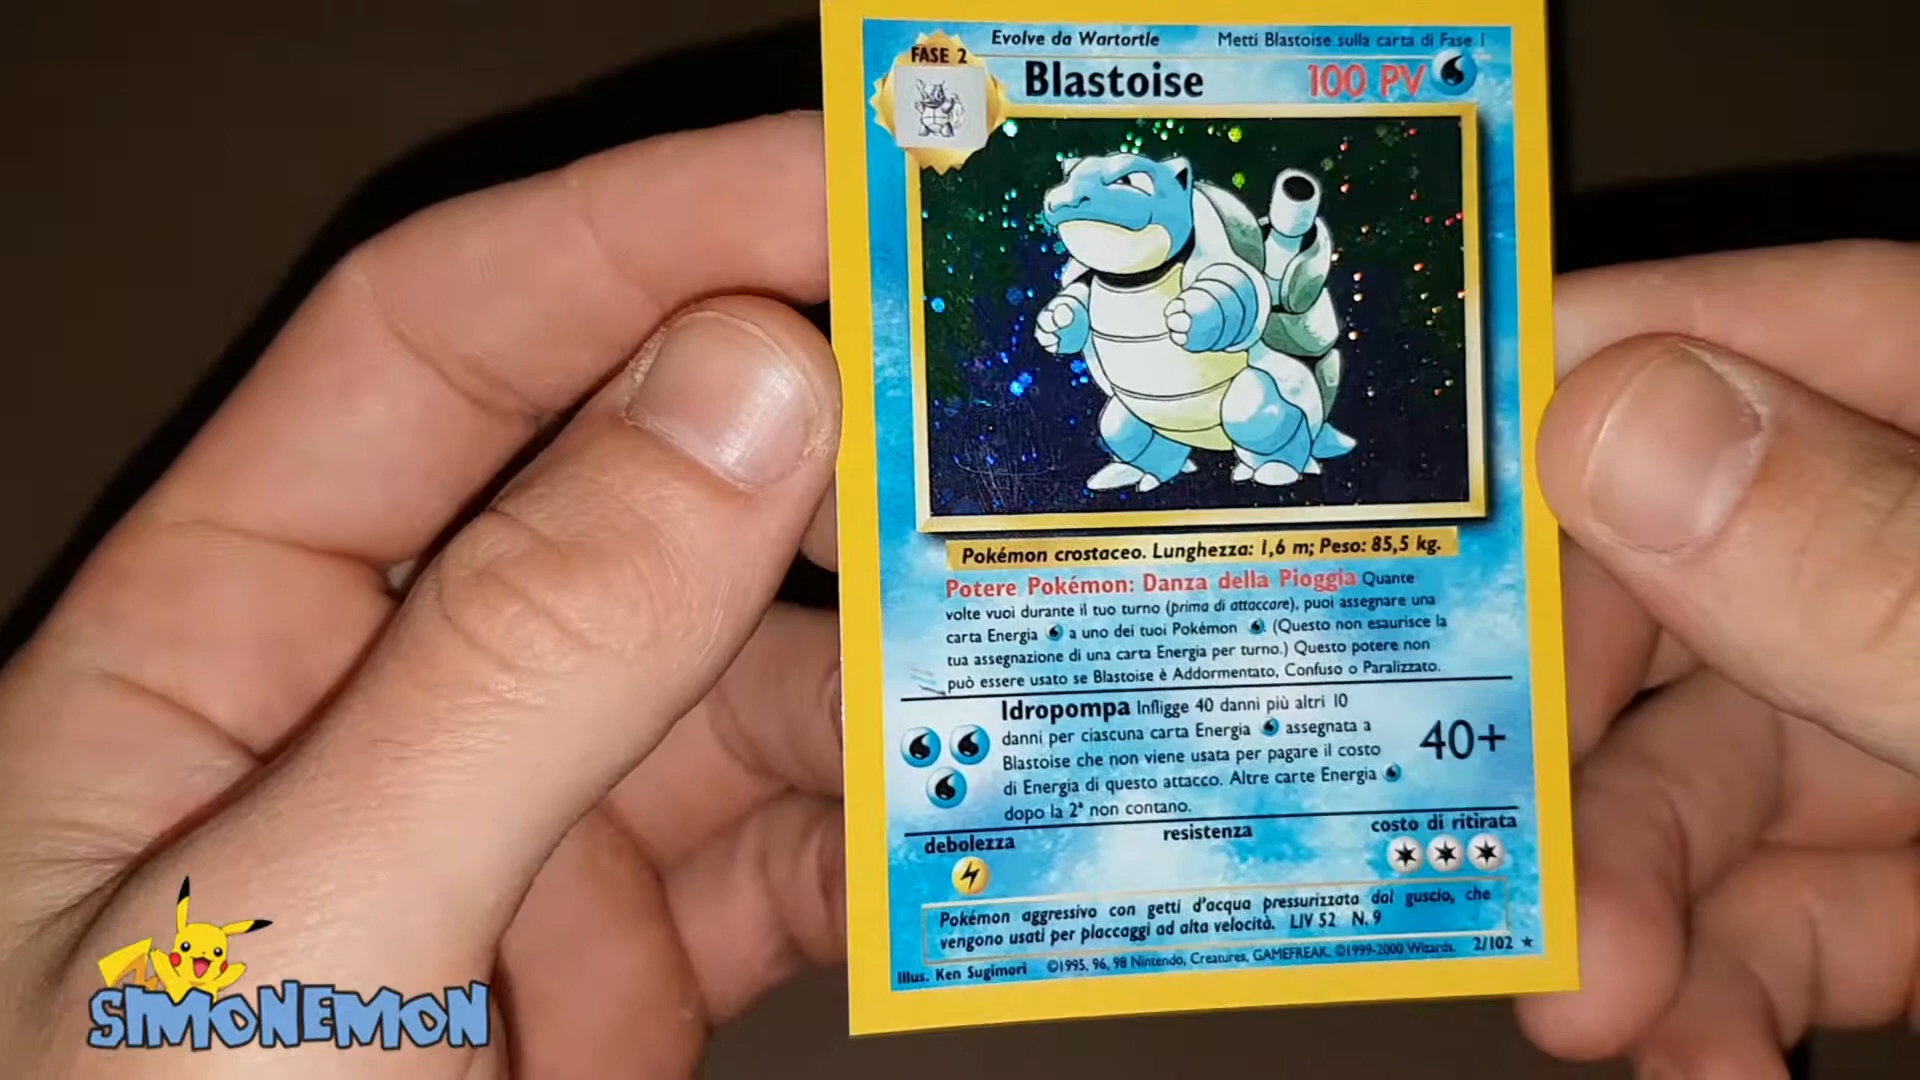 Evolve da Wartortle Metti Blastoise sulla carta di Fase 1
FASE 2
Blastoise 100 PV
Pokémon crostaceo. Lunghezza: 1,6 m; Peso: 85,5 kg.
Potere Pokémon: Danza della Pioggia Quante
volte vuoi durante il tuo turno (prima di attaccare), puoi assegnare una
carta Energia a uno dei tuoi Pokémon . (Questo non esaurisce la
tua assegnazione di una carta Energia per turno.) Questo potere non
può essere usato se Blastoise è Addormentato, Confuso o Paralizzato.
Idropompa Infligge 40 danni più altri 10
danni per ciascuna carta Energia assegnata a
Blastoise che non viene usata per pagare il costo
di Energia di questo attacco. Altre carte Energia
dopo la 2ª non contano.
40+
debolezza resistenza costo di ritirata
Pokémon aggressivo con getti d'acqua pressurizzata dal guscio, che
vengono usati per placcaggi ad alta velocità. LIV 52 N. 9
Illus. Ken Sugimori ©1995, 96, 98 Nintendo, Creatures, GAMEFREAK. ©1999-2000 Wizards. 2/102 ★
SIMONEMON